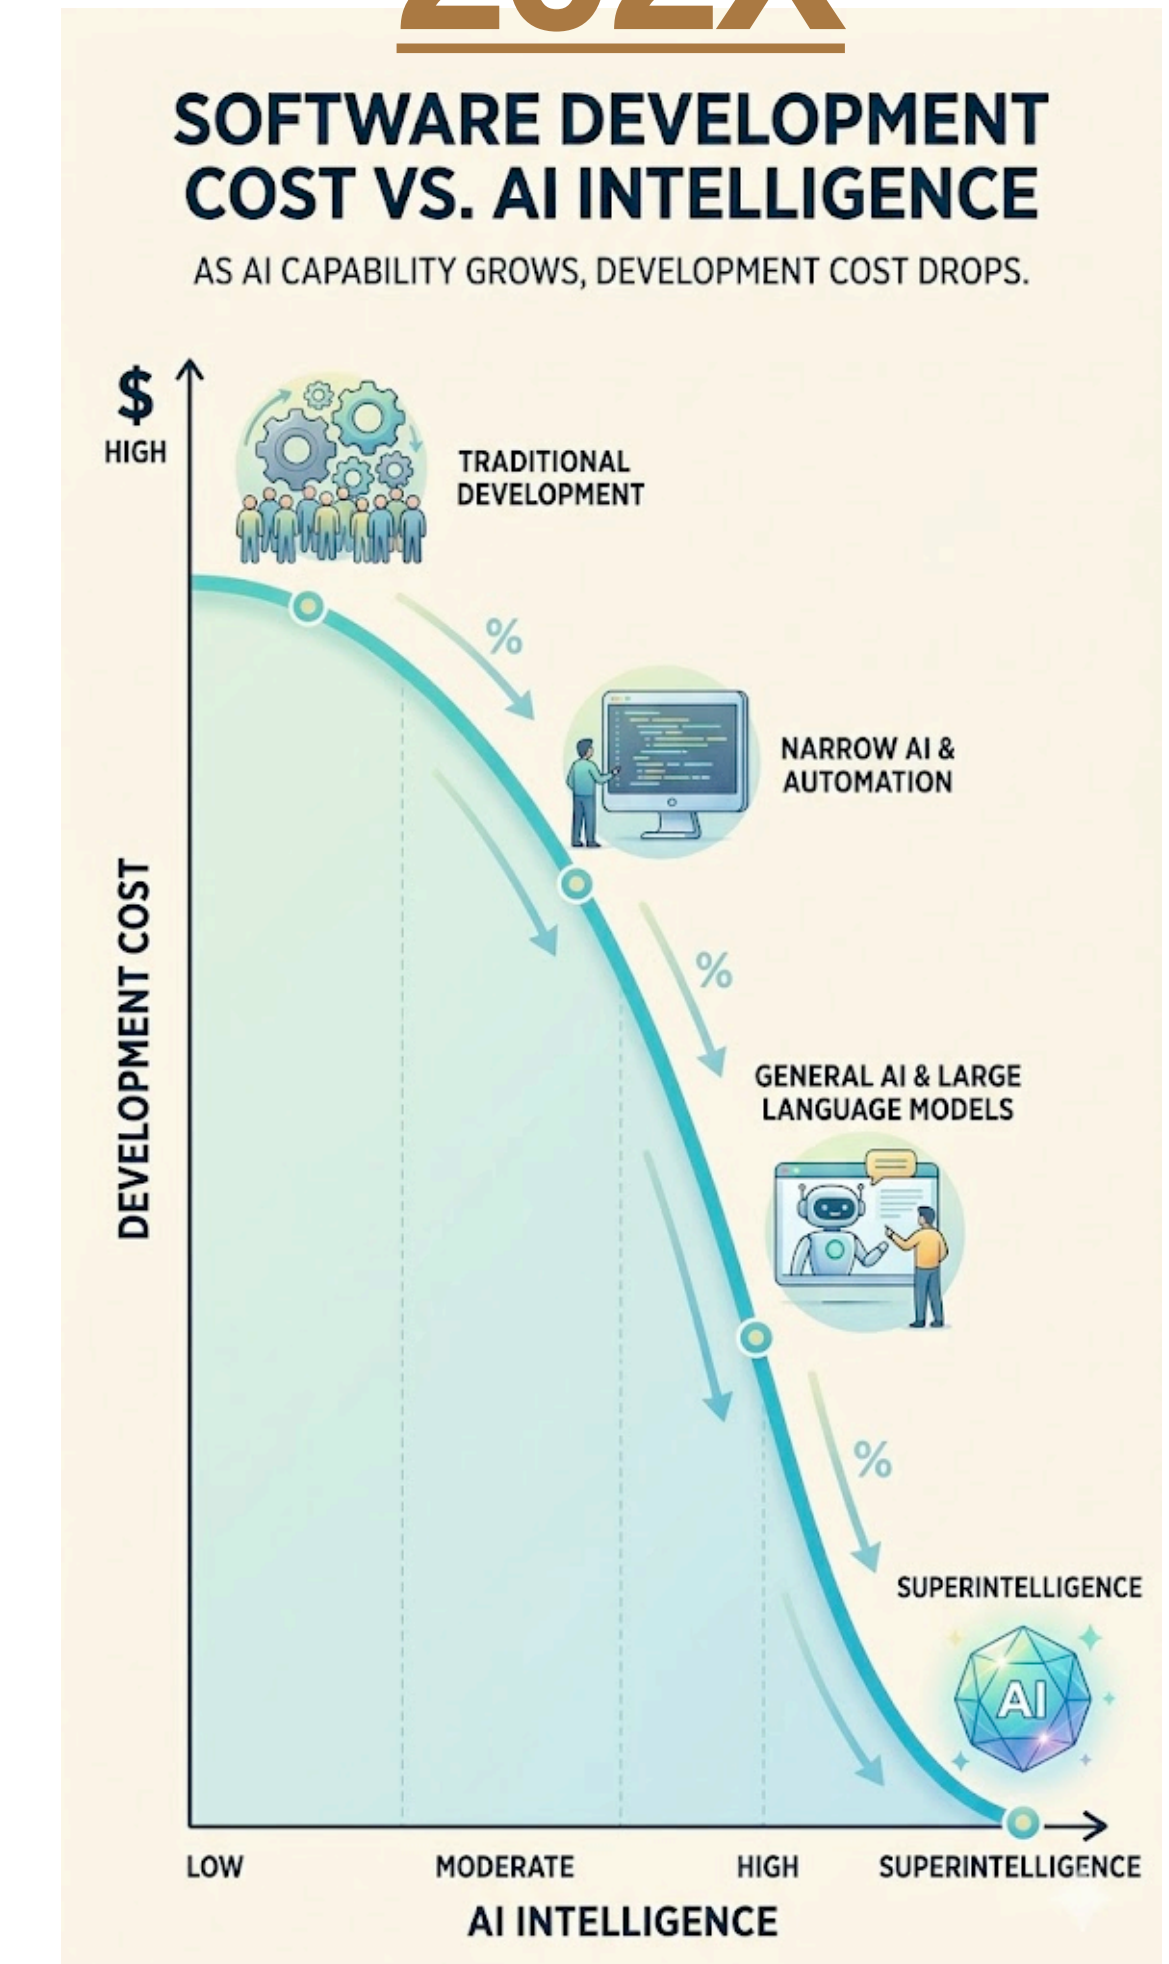 SOFTWARE DEVELOPMENT
COST VS. AI INTELLIGENCE
AS AI CAPABILITY GROWS, DEVELOPMENT COST DROPS.
$
HIGH
TRADITIONAL
DEVELOPMENT
%
NARROW AI &
AUTOMATION
%
DEVELOPMENT COST
GENERAL AI & LARGE
LANGUAGE MODELS
%
SUPERINTELLIGENCE
AI
LOW
MODERATE
HIGH
SUPERINTELLIGENCE
AI INTELLIGENCE